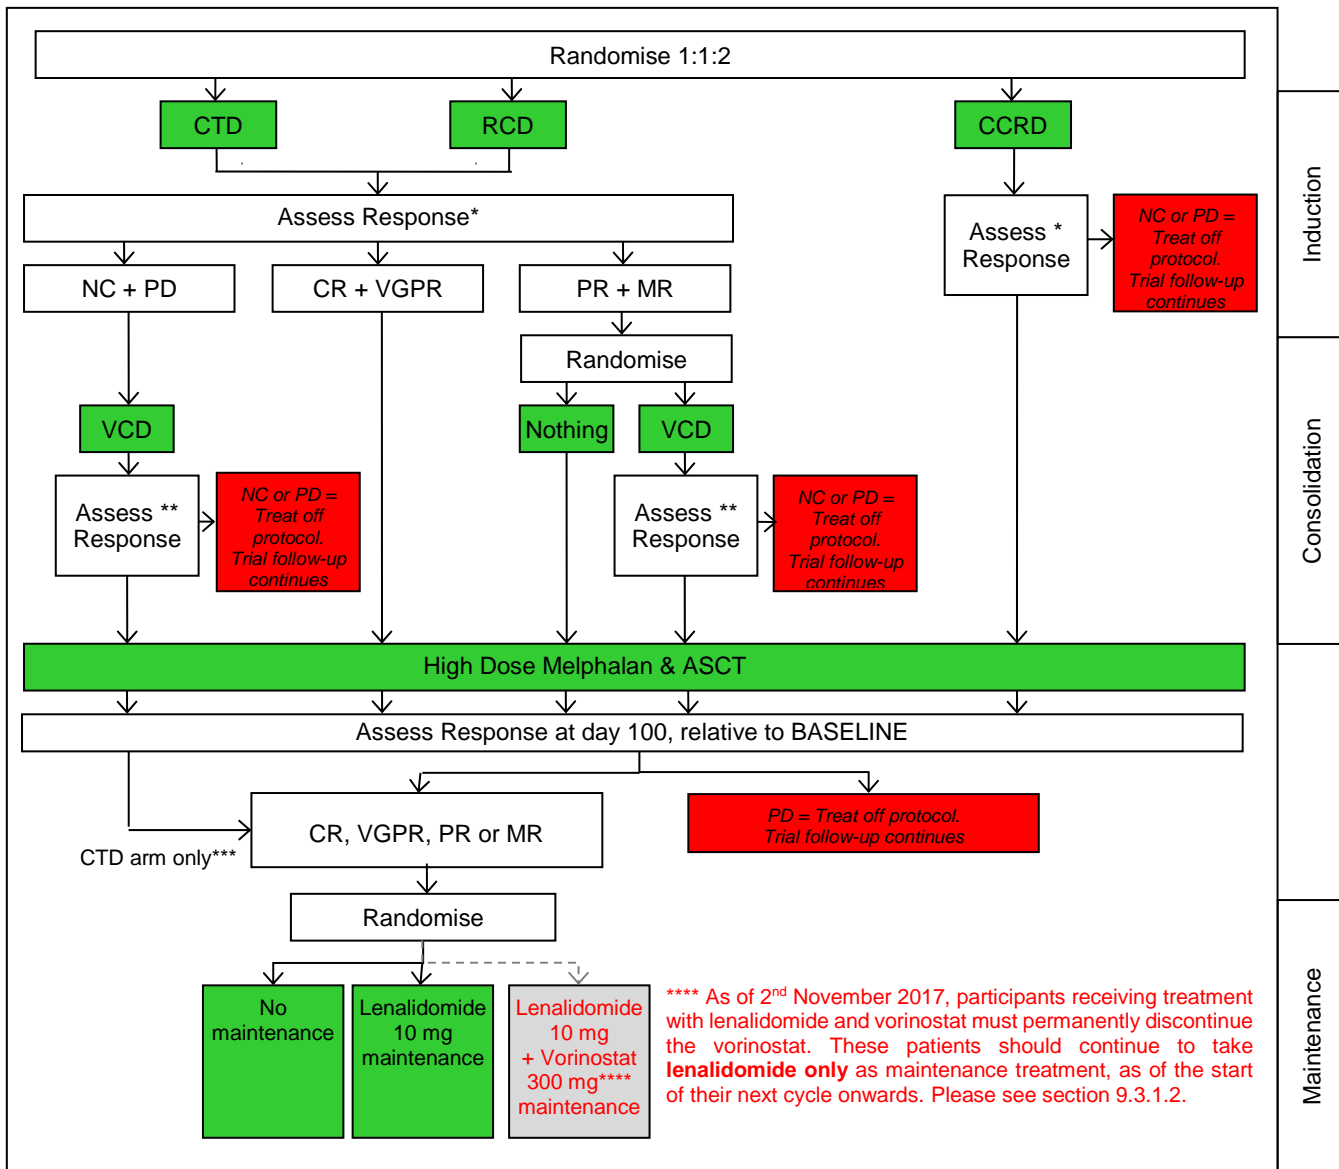 Randomise 1:1:2
CTD
RCD
CCRD
Induction
Assess Response*
Assess *
Response
NC or PD =
Treat off
protocol.
Trial follow-up
continues
NC + PD
CR + VGPR
PR + MR
Randomise
Consolidation
VCD
Nothing
VCD
Assess **
Response
NC or PD =
Treat off
protocol.
Trial follow-up
continues
Assess **
Response
NC or PD =
Treat off
protocol.
Trial follow-up
continues
High Dose Melphalan & ASCT
Assess Response at day 100, relative to BASELINE
CTD arm only***
CR, VGPR, PR or MR
PD = Treat off protocol.
Trial follow-up continues
Randomise
Maintenance
No
maintenance
Lenalidomide
10 mg
maintenance
Lenalidomide
10 mg
+ Vorinostat
300 mg****
maintenance
**** As of 2nd November 2017, participants receiving treatment
with lenalidomide and vorinostat must permanently discontinue
the vorinostat. These patients should continue to take
lenalidomide only as maintenance treatment, as of the start
of their next cycle onwards. Please see section 9.3.1.2.